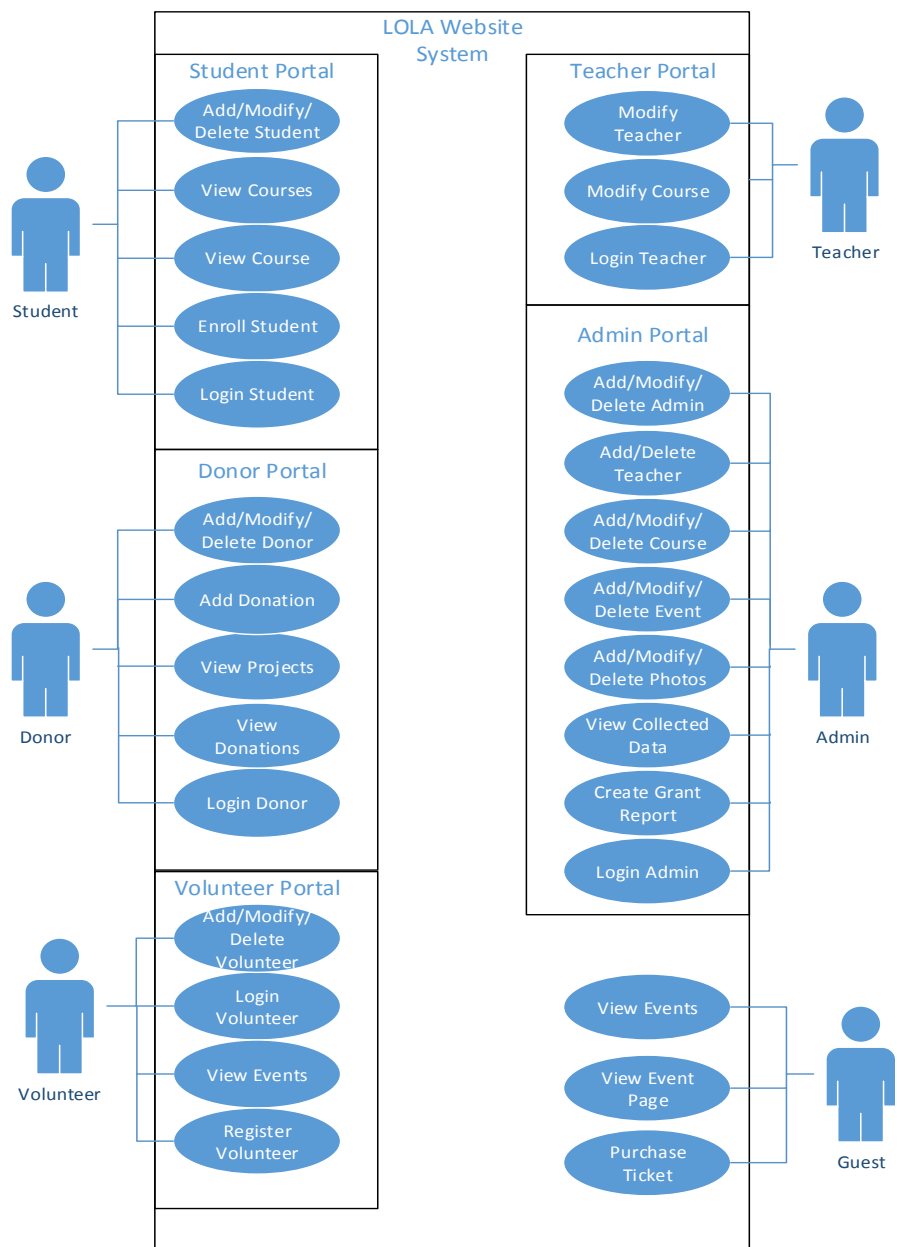 LOLA Website
System
Student Portal
Add/Modify/
Delete Student
View Courses
View Course
Enroll Student
Login Student
Student
Donor Portal
Add/Modify/
Delete Donor
Add Donation
View Projects
View
Donations
Login Donor
Donor
Volunteer Portal
Add/Modify/
Delete
Volunteer
Login
Volunteer
View Events
Register
Volunteer
Volunteer
Teacher Portal
Modify
Teacher
Modify Course
Login Teacher
Teacher
Admin Portal
Add/Modify/
Delete Admin
Add/Delete
Teacher
Add/Modify/
Delete Course
Add/Modify/
Delete Event
Add/Modify/
Delete Photos
View Collected
Data
Create Grant
Report
Login Admin
Admin
View Events
View Event
Page
Purchase
Ticket
Guest